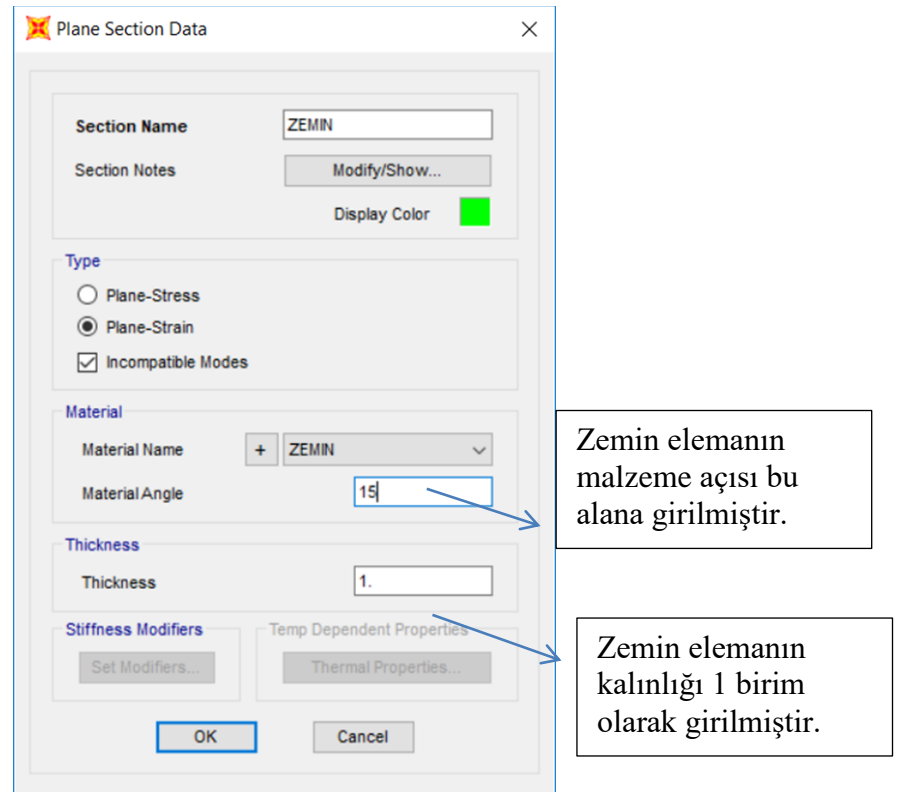 Plane Section Data
Section Name ZEMIN
Section Notes Modify/Show...
Display Color
Type
Plane-Stress
Plane-Strain
Incompatible Modes
Material
Material Name + ZEMIN
Material Angle 15
Thickness
Thickness 1.
Stiffness Modifiers Temp Dependent Properties
Set Modifiers... Thermal Properties...
OK Cancel
Zemin elemanın
malzeme açısı bu
alana girilmiştir.
Zemin elemanın
kalınlığı 1 birim
olarak girilmiştir.